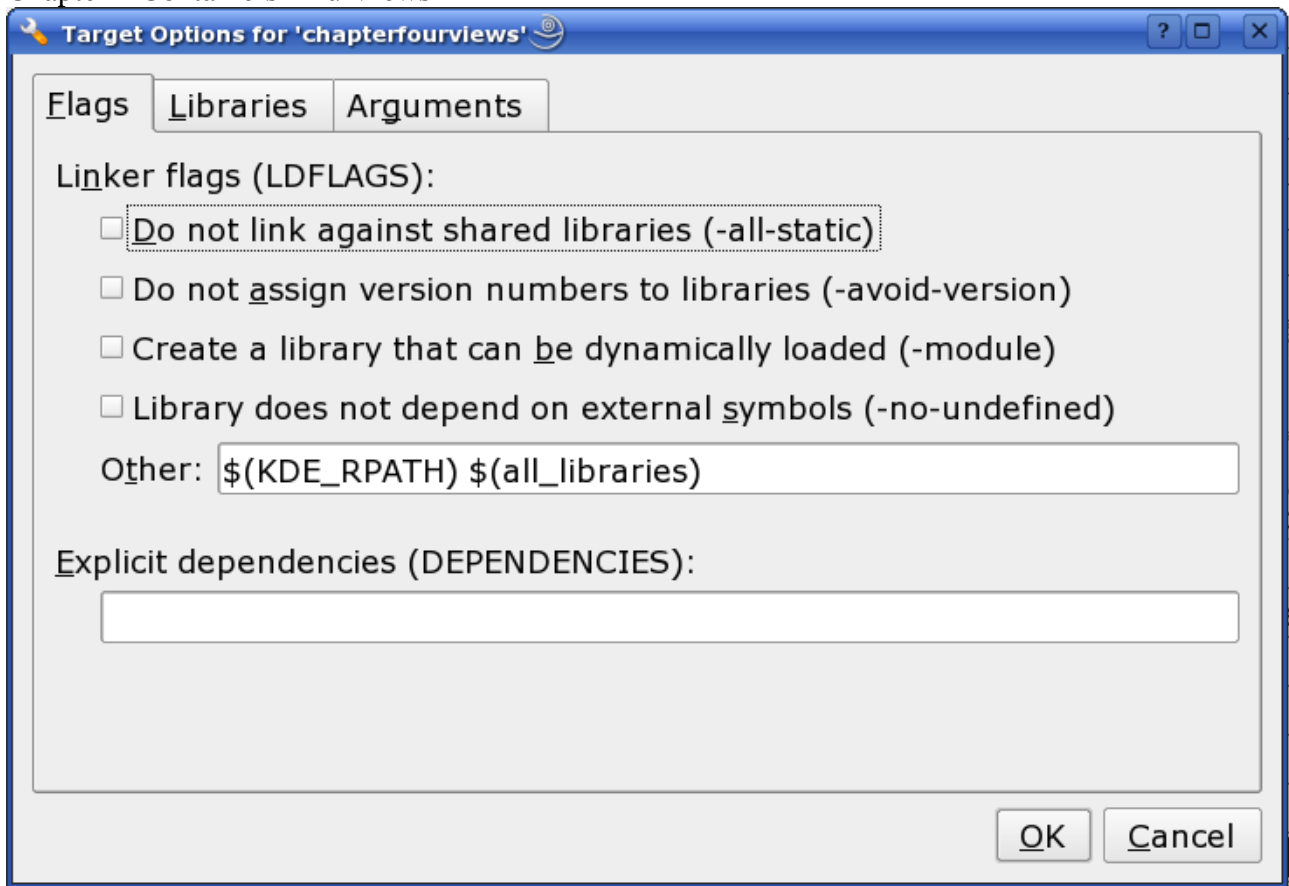 Target Options for 'chapterfourviews'
Flags Libraries Arguments
Linker flags (LDFLAGS):
Do not link against shared libraries (-all-static)
Do not assign version numbers to libraries (-avoid-version)
Create a library that can be dynamically loaded (-module)
Library does not depend on external symbols (-no-undefined)
Other: $(KDE_RPATH) $(all_libraries)
Explicit dependencies (DEPENDENCIES):
OK Cancel